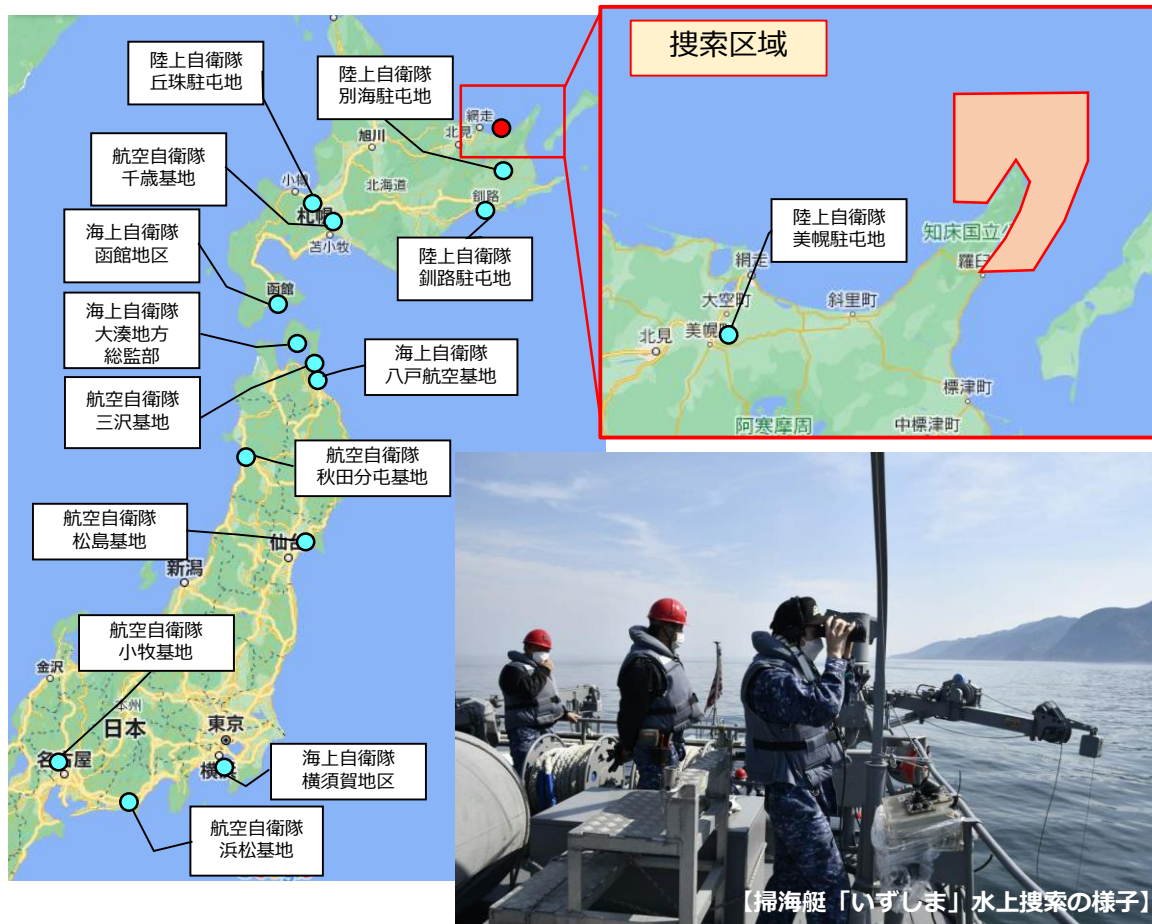 陸上自衛隊
丘珠駐屯地
陸上自衛隊
別海駐屯地
航空自衛隊
千歳基地
海上自衛隊
函館地区
海上自衛隊
大湊地方
総監部
航空自衛隊
三沢基地
陸上自衛隊
釧路駐屯地
海上自衛隊
八戸航空基地
航空自衛隊
秋田分屯基地
航空自衛隊
松島基地
航空自衛隊
小牧基地
海上自衛隊
横須賀地区
航空自衛隊
浜松基地
網走
北見
旭川
北海道
小樽
札幌
苫小牧
釧路
函館
仙台
新潟
金沢
本州
日本
東京
名古屋
捜索区域
陸上自衛隊
美幌駐屯地
知床国立公
羅臼
網走
大空町
斜里町
北見
美幌町
標津町
中標津町
阿寒摩周
【掃海艇「いずしま」水上捜索の様子】